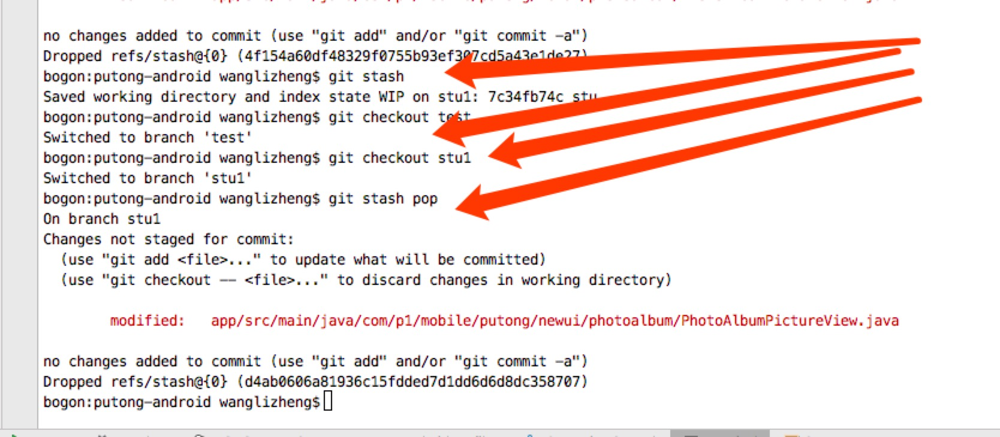 no changes added to commit (use "git add" and/or "git commit -a")
Dropped refs/stash@{0} (4f154a60df48329f0755b93ef307cd5a43e1de27)
bogon:putong-android wanglizheng$ git stash
Saved working directory and index state WIP on stu1: 7c34fb74c stu
bogon:putong-android wanglizheng$ git checkout test
Switched to branch 'test'
bogon:putong-android wanglizheng$ git checkout stu1
Switched to branch 'stu1'
bogon:putong-android wanglizheng$ git stash pop
On branch stu1
Changes not staged for commit:
  (use "git add <file>..." to update what will be committed)
  (use "git checkout -- <file>..." to discard changes in working directory)
modified:   app/src/main/java/com/p1/mobile/putong/newui/photoalbum/PhotoAlbumPictureView.java
no changes added to commit (use "git add" and/or "git commit -a")
Dropped refs/stash@{0} (d4ab0606a81936c15fdded7d1dd6d6d8dc358707)
bogon:putong-android wanglizheng$